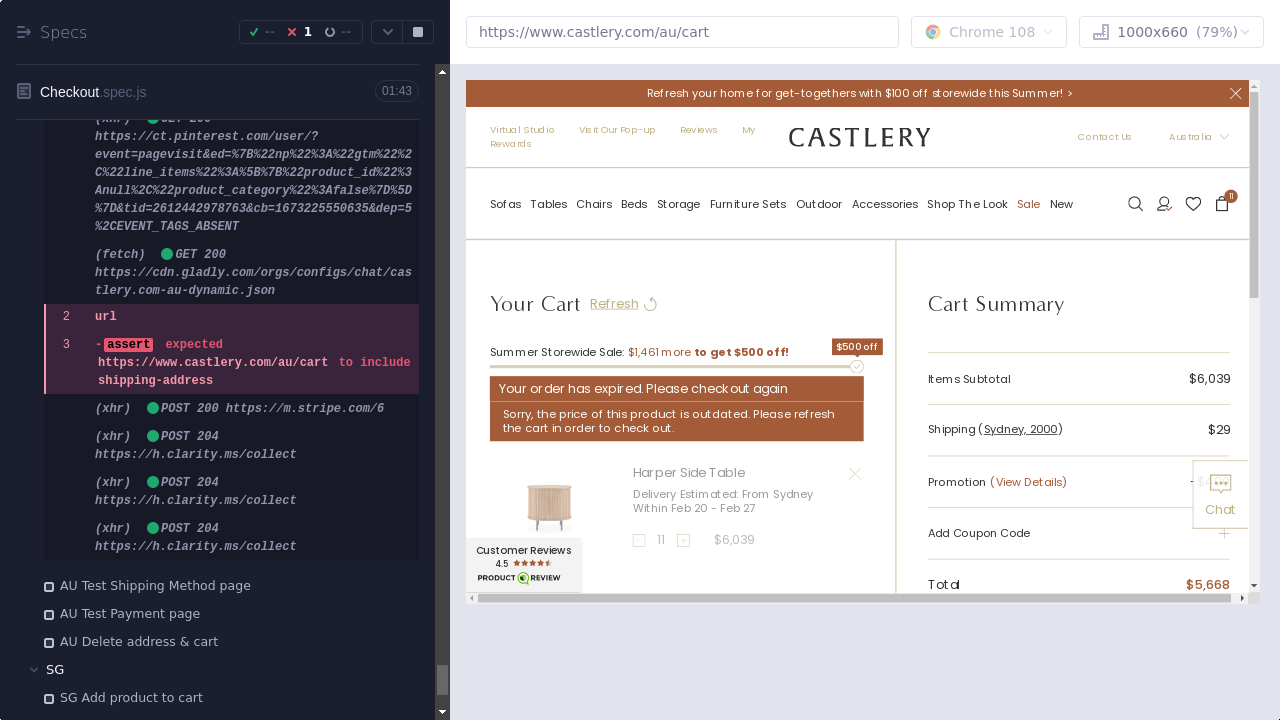 Specs
--
1
--
https://www.castlery.com/au/cart
Chrome 108
1000x660 (79%)
Checkout.spec.js
01:43
(xhr) GET 200
https://ct.pinterest.com/user/?
event=pagevisit&ed=%7B%22np%22%3A%22gtm%22%2
C%22line_items%22%3A%5B%7B%22product_id%22%3
Anull%2C%22product_category%22%3Afalse%7D%5D
%7D&tid=2612442978763&cb=1673225550635&dep=5
%2CEVENT_TAGS_ABSENT
(fetch) GET 200
https://cdn.gladly.com/orgs/configs/chat/cas
tlery.com-au-dynamic.json
2 url
3 -assert expected
https://www.castlery.com/au/cart to include
shipping-address
(xhr) POST 200 https://m.stripe.com/6
(xhr) POST 204
https://h.clarity.ms/collect
(xhr) POST 204
https://h.clarity.ms/collect
(xhr) POST 204
https://h.clarity.ms/collect
AU Test Shipping Method page
AU Test Payment page
AU Delete address & cart
SG
SG Add product to cart
Refresh your home for get-togethers with $100 off storewide this Summer! >
Virtual Studio Visit Our Pop-up Reviews My
Rewards
CASTLERY
Contact Us
Australia
Sofas Tables Chairs Beds Storage Furniture Sets Outdoor Accessories Shop The Look Sale New
11
Your Cart Refresh
Summer Storewide Sale: $1,461 more to get $500 off!
$500 off
Your order has expired. Please check out again
Sorry, the price of this product is outdated. Please refresh
the cart in order to check out.
Harper Side Table
Delivery Estimated: From Sydney
Within Feb 20 - Feb 27
11
$6,039
Customer Reviews
4.5
PRODUCT REVIEW
Cart Summary
Items Subtotal $6,039
Shipping (Sydney, 2000) $29
Promotion (View Details)
Chat
Add Coupon Code
Total $5,668